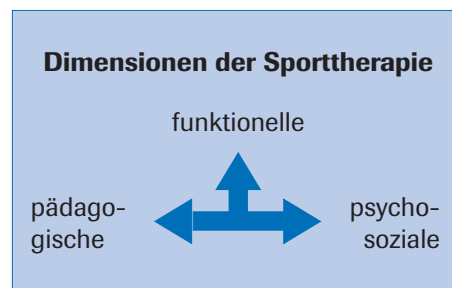 Dimensionen der Sporttherapie
funktionelle
pädago-
gische
psycho-
soziale